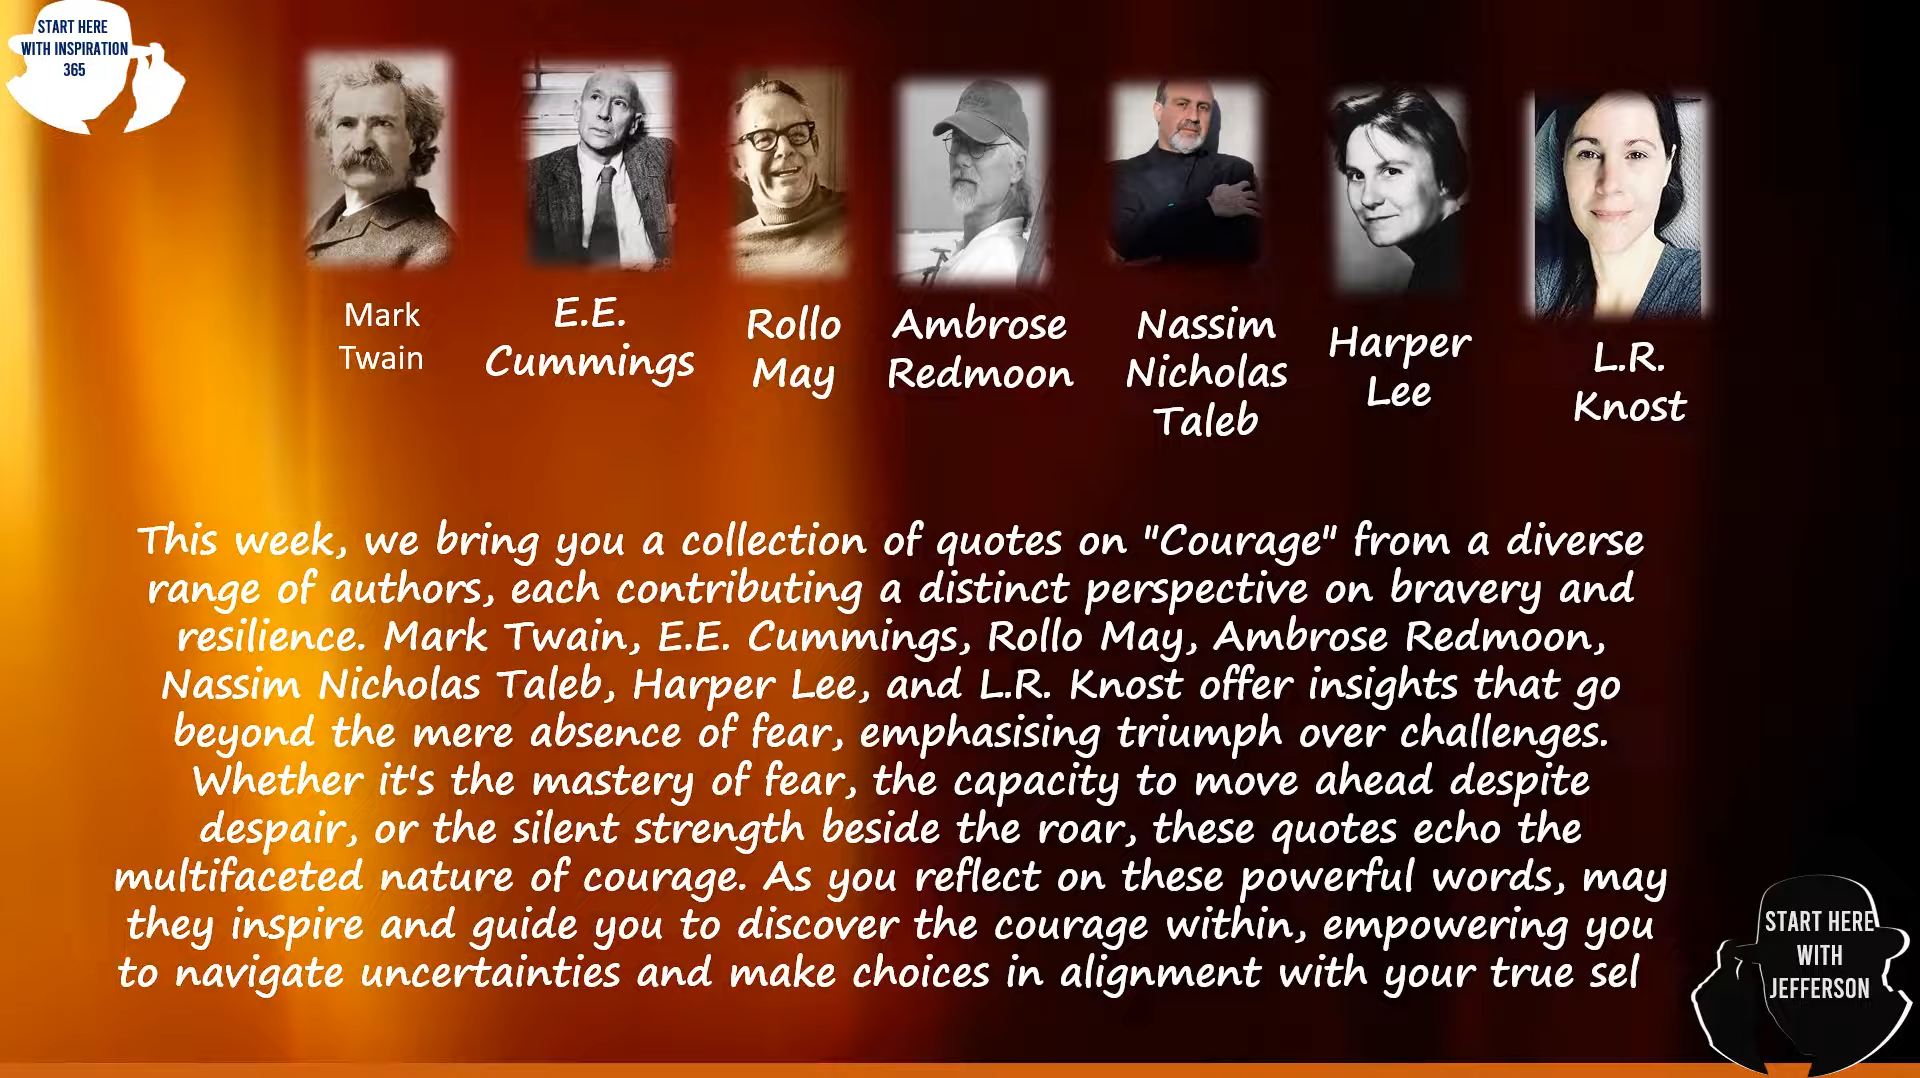 START HERE
WITH INSPIRATION
365
Mark
Twain
E.E.
Cummings
Rollo
May
Ambrose
Redmoon
Nassim
Nicholas
Taleb
Harper
Lee
L.R.
Knost
This week, we bring you a collection of quotes on "Courage" from a diverse
range of authors, each contributing a distinct perspective on bravery and
resilience. Mark Twain, E.E. Cummings, Rollo May, Ambrose Redmoon,
Nassim Nicholas Taleb, Harper Lee, and L.R. Knost offer insights that go
beyond the mere absence of fear, emphasising triumph over challenges.
Whether it's the mastery of fear, the capacity to move ahead despite
despair, or the silent strength beside the roar, these quotes echo the
multifaceted nature of courage. As you reflect on these powerful words, may
they inspire and guide you to discover the courage within, empowering you
to navigate uncertainties and make choices in alignment with your true sel
START HERE
WITH
JEFFERSON